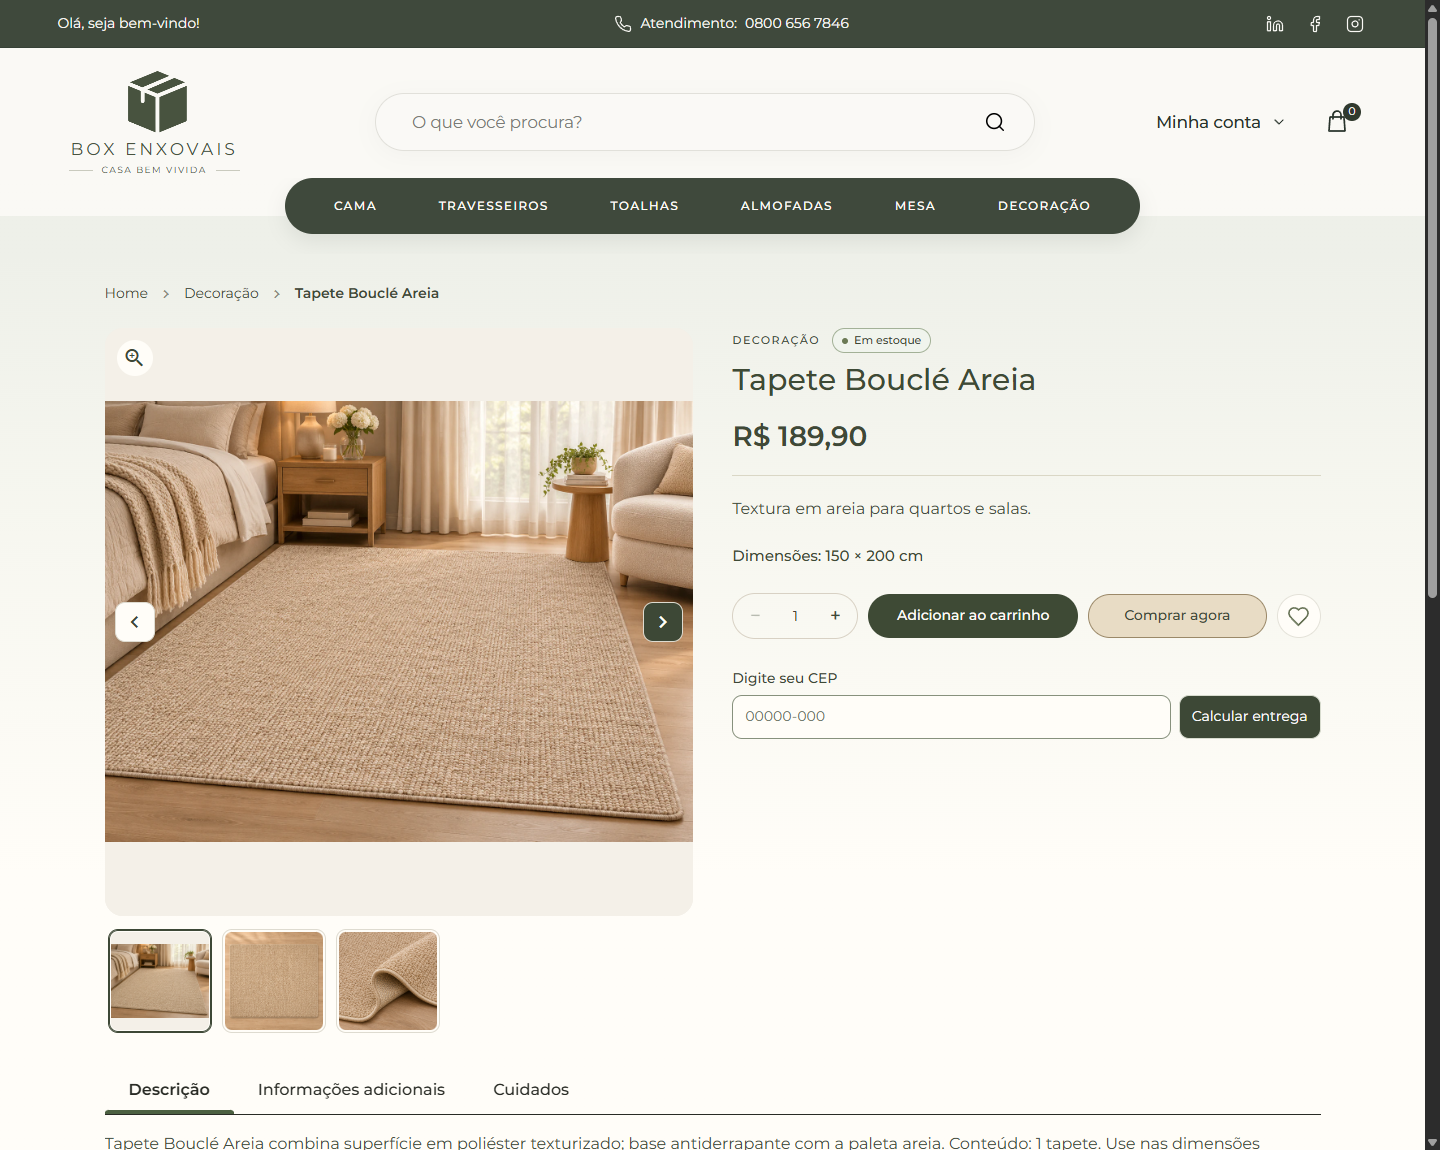 Olá, seja bem-vindo!
Atendimento: 0800 656 7846
BOX ENXOVAIS
CASA BEM VIVIDA
O que você procura?
Minha conta
0
CAMA
TRAVESSEIROS
TOALHAS
ALMOFADAS
MESA
DECORAÇÃO
Home > Decoração > Tapete Bouclé Areia
DECORAÇÃO
Em estoque
Tapete Bouclé Areia
R$ 189,90
Textura em areia para quartos e salas.
Dimensões: 150 × 200 cm
− 1 +
Adicionar ao carrinho
Comprar agora
Digite seu CEP
00000-000
Calcular entrega
Descrição
Informações adicionais
Cuidados
Tapete Bouclé Areia combina superfície em poliéster texturizado; base antiderrapante com a paleta areia. Conteúdo: 1 tapete. Use nas dimensões